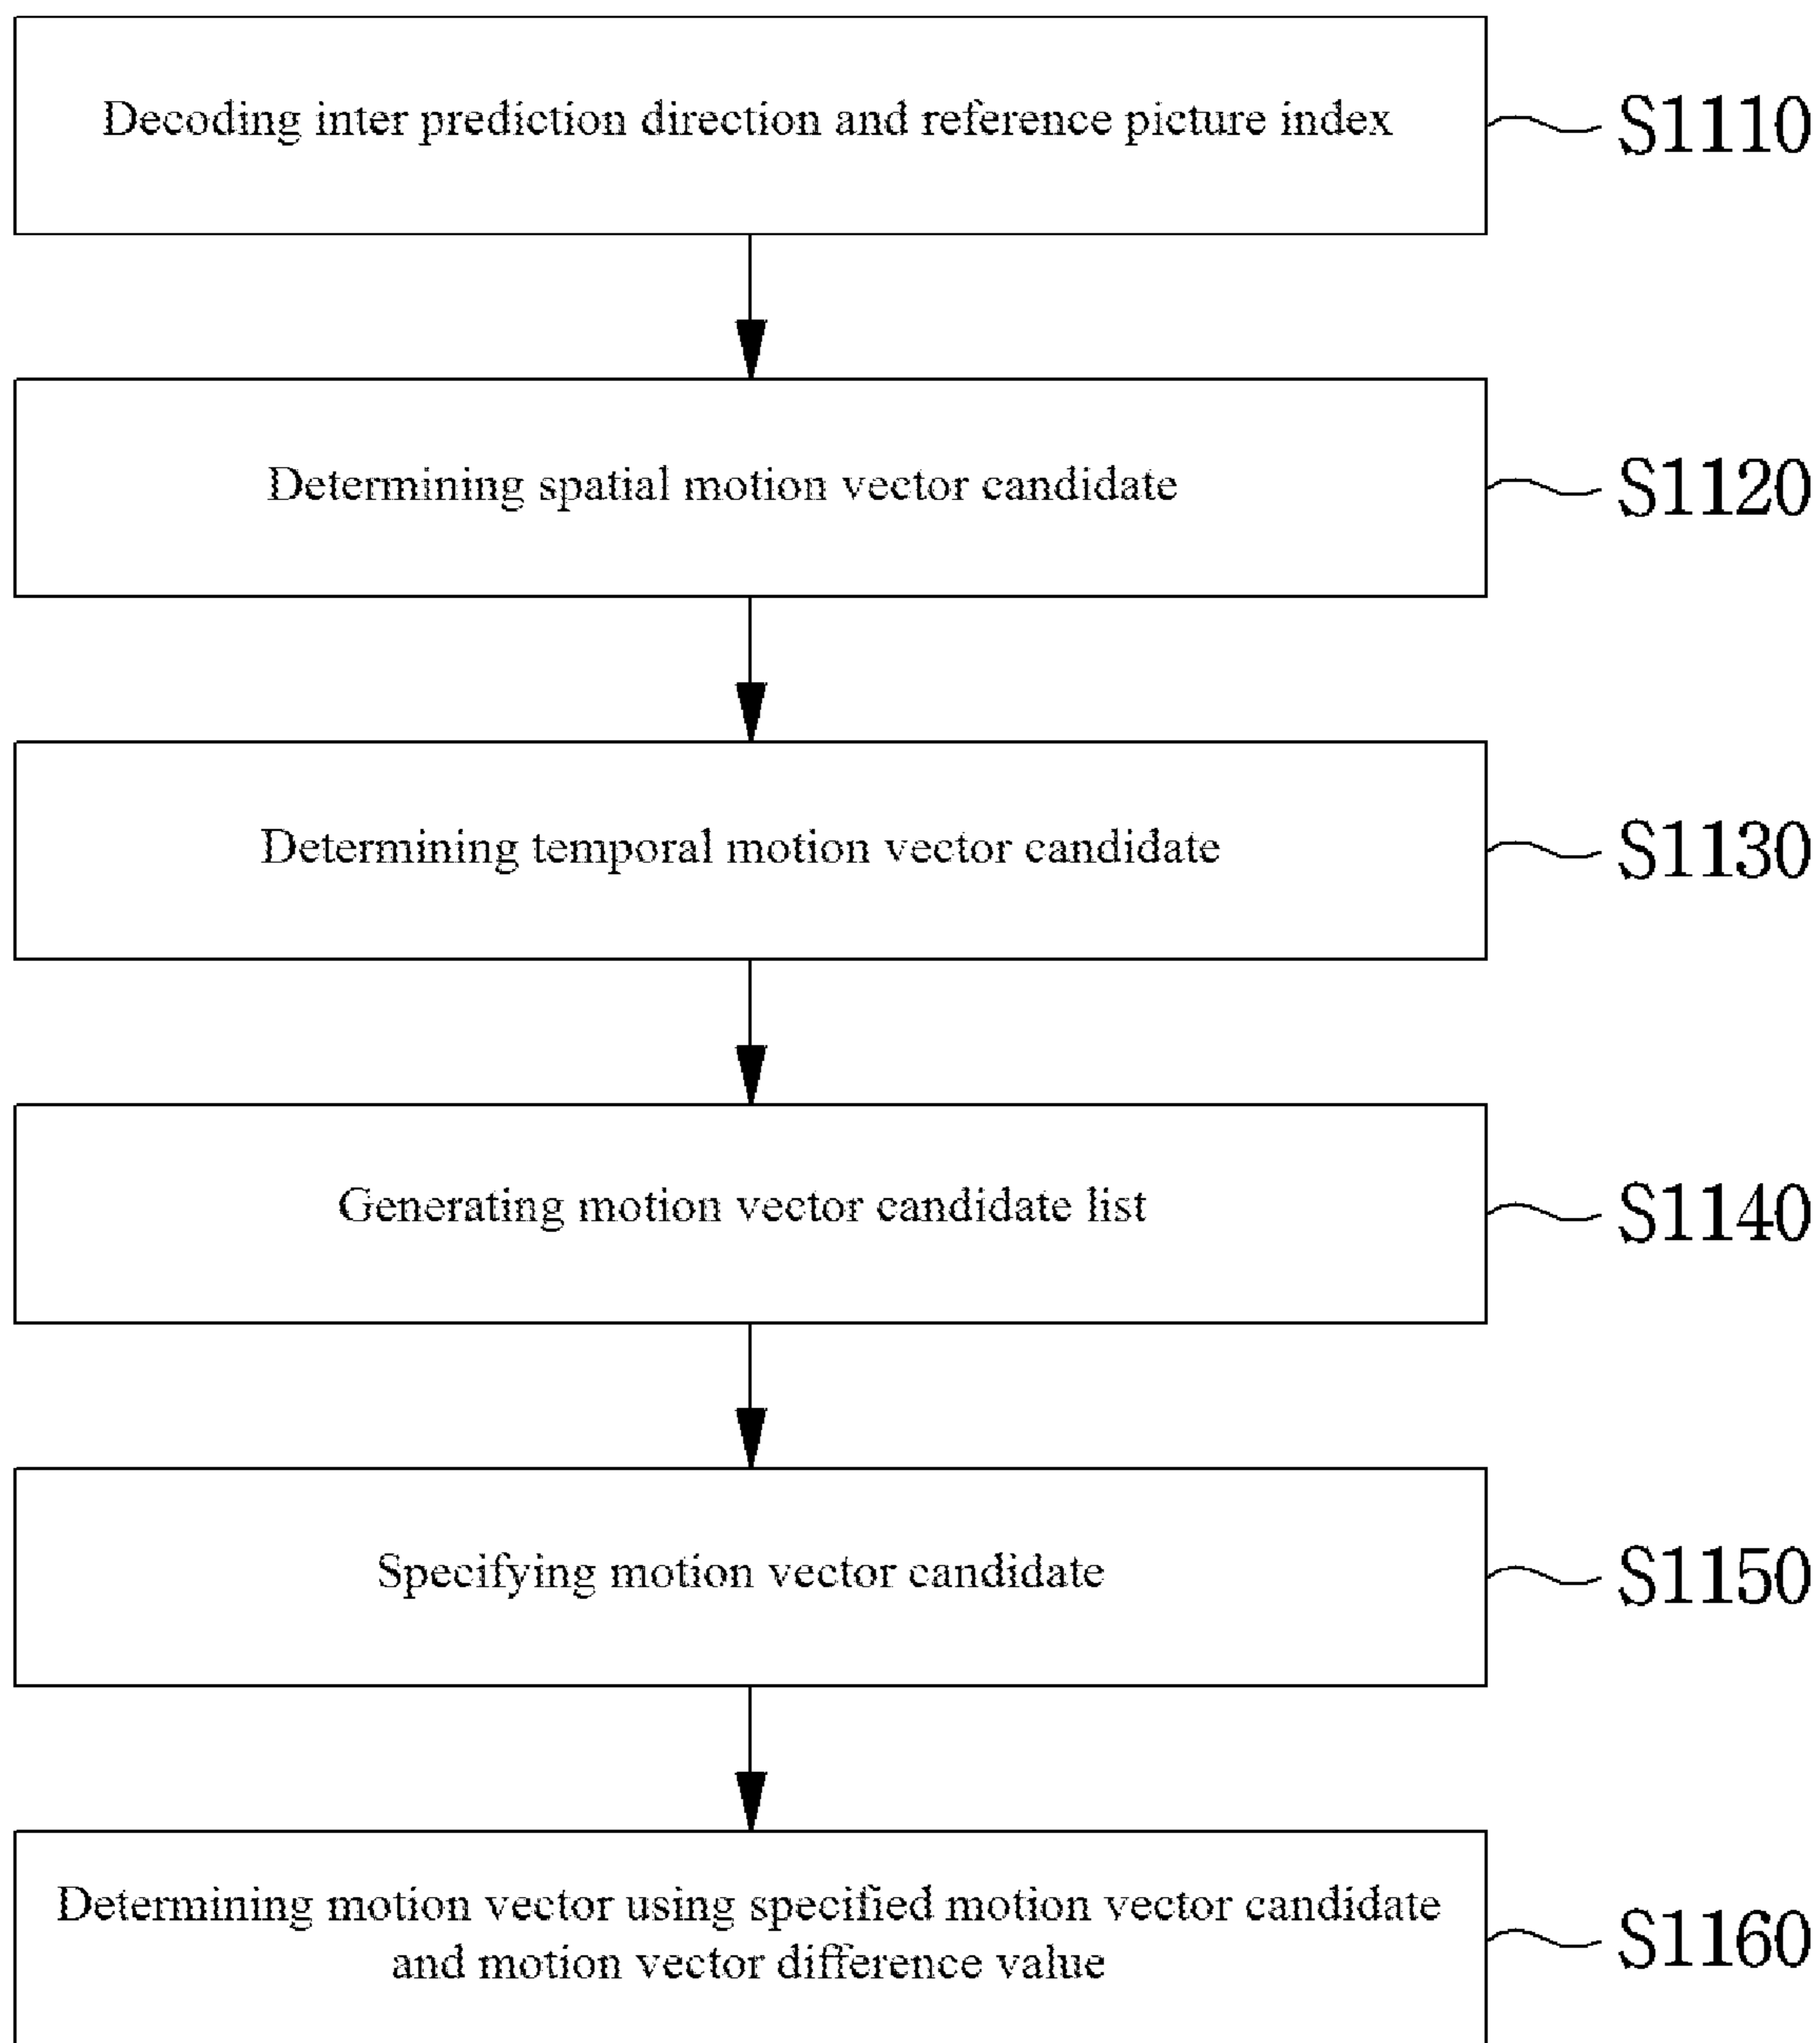 Decoding inter prediction direction and reference picture index
S1110
Determining spatial motion vector candidate
S1120
Determining temporal motion vector candidate
S1130
Generating motion vector candidate list
S1140
Specifying motion vector candidate
S1150
Determining motion vector using specified motion vector candidate
and motion vector difference value
S1160